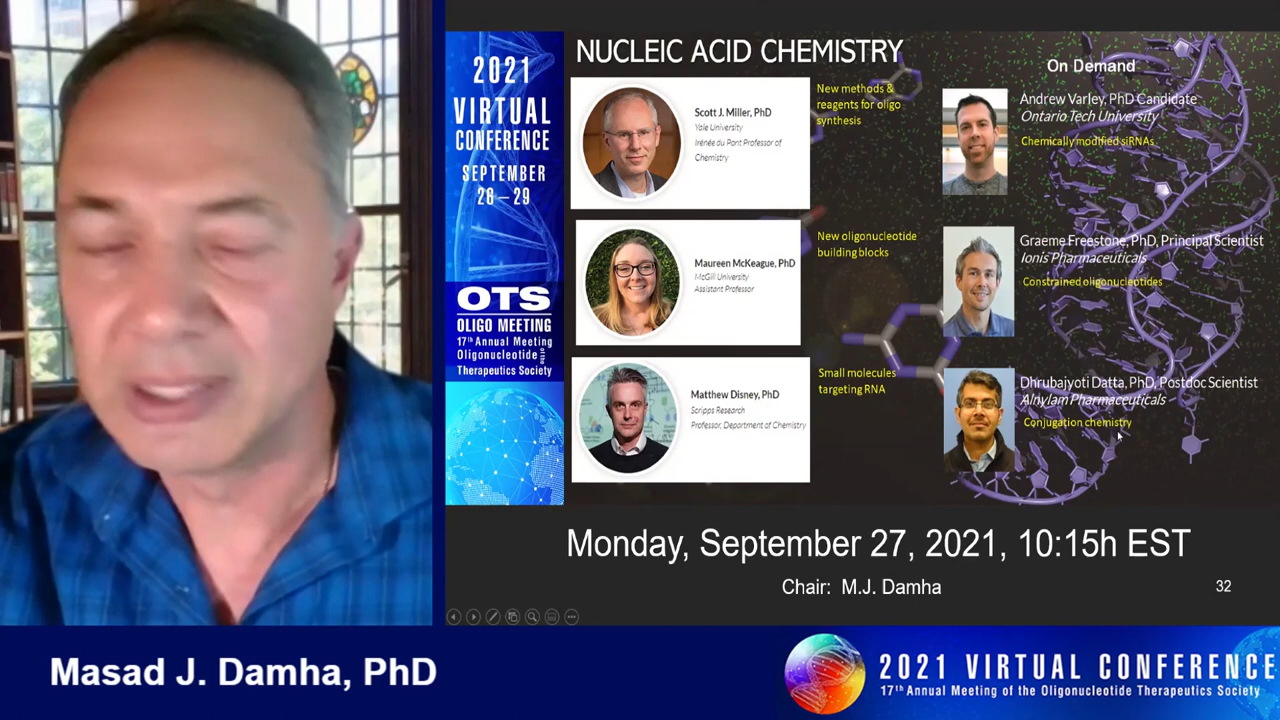 NUCLEIC ACID CHEMISTRY
2021
VIRTUAL
CONFERENCE
SEPTEMBER
26 – 29
OTS
OLIGO MEETING
17th Annual Meeting
Oligonucleotide of the
Therapeutics Society
Scott J. Miller, PhD
Yale University
Irénée du Pont Professor of
Chemistry
New methods &
reagents for oligo
synthesis
Maureen McKeague, PhD
McGill University
Assistant Professor
New oligonucleotide
building blocks
Matthew Disney, PhD
Scripps Research
Professor, Department of Chemistry
Small molecules
targeting RNA
On Demand
Andrew Varley, PhD Candidate
Ontario Tech University
Chemically modified siRNAs
Graeme Freestone, PhD, Principal Scientist
Ionis Pharmaceuticals
Constrained oligonucleotides
Dhrubajyoti Datta, PhD, Postdoc Scientist
Alnylam Pharmaceuticals
Conjugation chemistry
Monday, September 27, 2021, 10:15h EST
Chair: M.J. Damha
32
Masad J. Damha, PhD
2021 VIRTUAL CONFERENCE
17th Annual Meeting of the Oligonucleotide Therapeutics Society